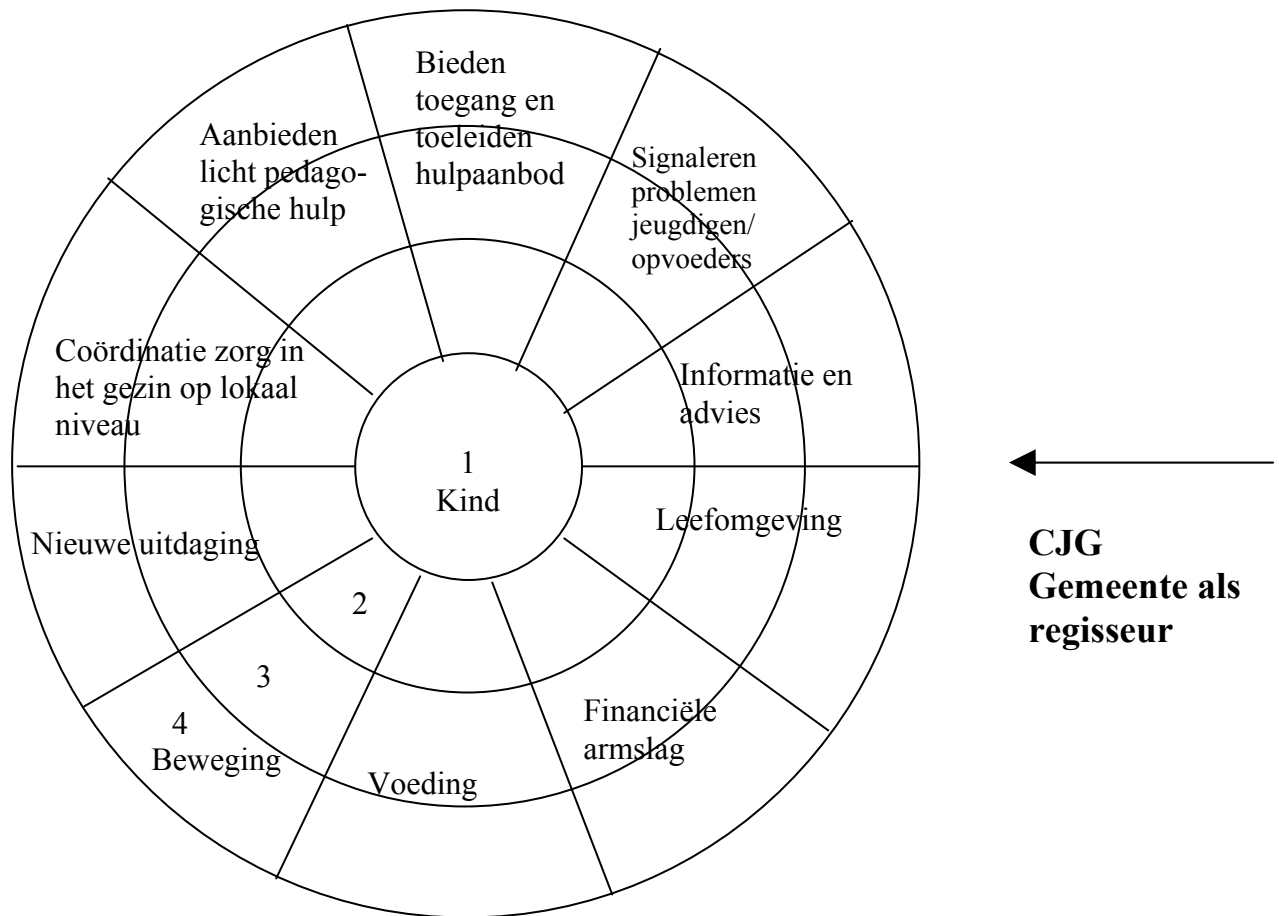 Bieden
toegang en
toeleiden
hulpaanbod
Aanbieden
licht pedago-
gische hulp
Signaleren
problemen
jeugdigen/
opvoeders
Coördinatie zorg in
het gezin op lokaal
niveau
Informatie en
advies
1
Kind
Leefomgeving
Nieuwe uitdaging
CJG
Gemeente als
regisseur
2
3
4
Beweging
Voeding
Financiële
armslag